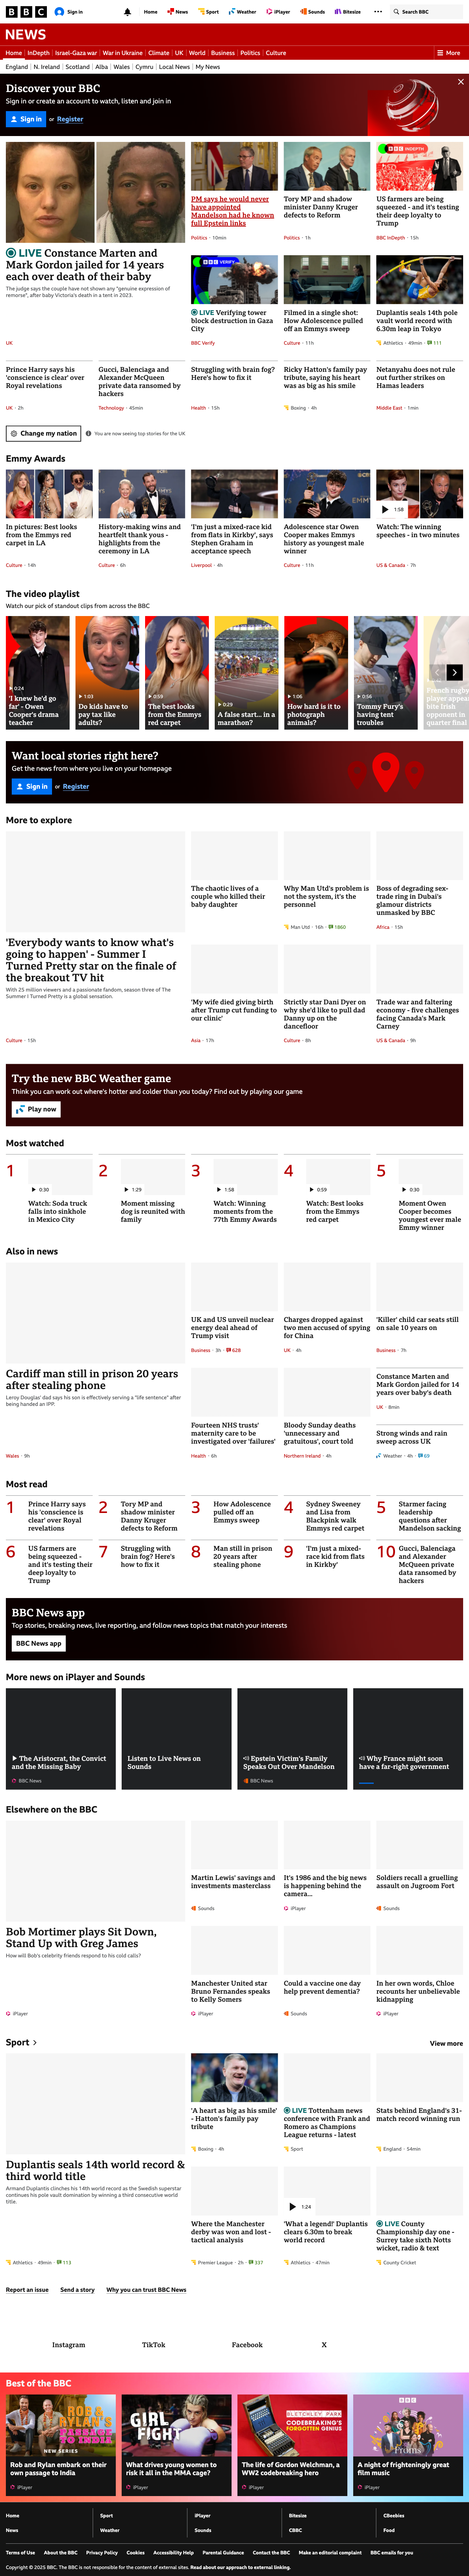 BBC
Sign in
Home
News
Sport
Weather
iPlayer
Sounds
Bitesize
Search BBC
NEWS
Home
InDepth
Israel-Gaza war
War in Ukraine
Climate
UK
World
Business
Politics
Culture
More
England
N. Ireland
Scotland
Alba
Wales
Cymru
Local News
My News
Discover your BBC
Sign in or create an account to watch, listen and join in
Sign in or Register
LIVE Constance Marten and
Mark Gordon jailed for 14 years
each over death of their baby
The judge says the couple have not shown any "genuine expression of
remorse", after baby Victoria's death in a tent in 2023.
UK
PM says he would never
have appointed
Mandelson had he known
full Epstein links
Politics · 10min
Tory MP and shadow
minister Danny Kruger
defects to Reform
Politics · 1h
BBC INDEPTH
US farmers are being
squeezed - and it's testing
their deep loyalty to
Trump
BBC InDepth · 15h
BBC VERIFY
LIVE Verifying tower
block destruction in Gaza
City
BBC Verify
Filmed in a single shot:
How Adolescence pulled
off an Emmys sweep
Culture · 11h
Duplantis seals 14th pole
vault world record with
6.30m leap in Tokyo
Athletics · 49min · 111
Prince Harry says his
'conscience is clear' over
Royal revelations
UK · 2h
Gucci, Balenciaga and
Alexander McQueen
private data ransomed by
hackers
Technology · 45min
Struggling with brain fog?
Here's how to fix it
Health · 15h
Ricky Hatton's family pay
tribute, saying his heart
was as big as his smile
Boxing · 4h
Netanyahu does not rule
out further strikes on
Hamas leaders
Middle East · 1min
Change my nation
You are now seeing top stories for the UK
Emmy Awards
In pictures: Best looks
from the Emmys red
carpet in LA
Culture · 14h
History-making wins and
heartfelt thank yous -
highlights from the
ceremony in LA
Culture · 6h
'I'm just a mixed-race kid
from flats in Kirkby', says
Stephen Graham in
acceptance speech
Liverpool · 4h
Adolescence star Owen
Cooper makes Emmys
history as youngest male
winner
Culture · 11h
1:58
Watch: The winning
speeches - in two minutes
US & Canada · 7h
The video playlist
Watch our pick of standout clips from across the BBC
0:24
'I knew he'd go
far' - Owen
Cooper's drama
teacher
1:03
Do kids have to
pay tax like
adults?
0:59
The best looks
from the Emmys
red carpet
0:29
A false start... in a
marathon?
1:06
How hard is it to
photograph
animals?
0:56
Tommy Fury's
having tent
troubles
French rugby
player appears
bite Irish
opponent in
quarter final
Want local stories right here?
Get the news from where you live on your homepage
Sign in or Register
More to explore
'Everybody wants to know what's
going to happen' - Summer I
Turned Pretty star on the finale of
the breakout TV hit
With 25 million viewers and a passionate fandom, season three of The
Summer I Turned Pretty is a global sensation.
Culture · 15h
The chaotic lives of a
couple who killed their
baby daughter
Why Man Utd's problem is
not the system, it's the
personnel
Man Utd · 16h · 1860
Boss of degrading sex-
trade ring in Dubai's
glamour districts
unmasked by BBC
Africa · 15h
'My wife died giving birth
after Trump cut funding to
our clinic'
Asia · 17h
Strictly star Dani Dyer on
why she'd like to pull dad
Danny up on the
dancefloor
Culture · 8h
Trade war and faltering
economy - five challenges
facing Canada's Mark
Carney
US & Canada · 9h
Try the new BBC Weather game
Think you can work out where's hotter and colder than you today? Find out by playing our game
Play now
Most watched
1
0:30
Watch: Soda truck
falls into sinkhole
in Mexico City
2
1:29
Moment missing
dog is reunited with
family
3
1:58
Watch: Winning
moments from the
77th Emmy Awards
4
0:59
Watch: Best looks
from the Emmys
red carpet
5
0:30
Moment Owen
Cooper becomes
youngest ever male
Emmy winner
Also in news
Cardiff man still in prison 20 years
after stealing phone
Leroy Douglas' dad says his son is effectively serving a "life sentence" after
being handed an IPP.
Wales · 9h
UK and US unveil nuclear
energy deal ahead of
Trump visit
Business · 3h · 628
Charges dropped against
two men accused of spying
for China
UK · 4h
'Killer' child car seats still
on sale 10 years on
Business · 7h
Fourteen NHS trusts'
maternity care to be
investigated over 'failures'
Health · 6h
Bloody Sunday deaths
'unnecessary and
gratuitous', court told
Northern Ireland · 4h
Constance Marten and
Mark Gordon jailed for 14
years over baby's death
UK · 8min
Strong winds and rain
sweep across UK
Weather · 4h · 69
Most read
1
Prince Harry says
his 'conscience is
clear' over Royal
revelations
2
Tory MP and
shadow minister
Danny Kruger
defects to Reform
3
How Adolescence
pulled off an
Emmys sweep
4
Sydney Sweeney
and Lisa from
Blackpink walk
Emmys red carpet
5
Starmer facing
leadership
questions after
Mandelson sacking
6
US farmers are
being squeezed -
and it's testing their
deep loyalty to
Trump
7
Struggling with
brain fog? Here's
how to fix it
8
Man still in prison
20 years after
stealing phone
9
'I'm just a mixed-
race kid from flats
in Kirkby'
10
Gucci, Balenciaga
and Alexander
McQueen private
data ransomed by
hackers
BBC News app
Top stories, breaking news, live reporting, and follow news topics that match your interests
BBC News app
More news on iPlayer and Sounds
The Aristocrat, the Convict
and the Missing Baby
BBC News
Listen to Live News on
Sounds
Epstein Victim's Family
Speaks Out Over Mandelson
BBC News
Why France might soon
have a far-right government
Elsewhere on the BBC
Bob Mortimer plays Sit Down,
Stand Up with Greg James
How will Bob's celebrity friends respond to his cold calls?
iPlayer
Martin Lewis' savings and
investments masterclass
Sounds
It's 1986 and the big news
is happening behind the
camera...
iPlayer
Soldiers recall a gruelling
assault on Jugroom Fort
Sounds
Manchester United star
Bruno Fernandes speaks
to Kelly Somers
iPlayer
Could a vaccine one day
help prevent dementia?
Sounds
In her own words, Chloe
recounts her unbelievable
kidnapping
iPlayer
Sport
View more
Duplantis seals 14th world record &
third world title
Armand Duplantis clinches his 14th world record as the Swedish superstar
continues his pole vault domination by winning a third consecutive world
title.
Athletics · 49min · 113
'A heart as big as his smile'
- Hatton's family pay
tribute
Boxing · 4h
LIVE Tottenham news
conference with Frank and
Romero as Champions
League returns - latest
Sport
Stats behind England's 31-
match record winning run
England · 54min
Where the Manchester
derby was won and lost -
tactical analysis
Premier League · 2h · 337
1:24
'What a legend!' Duplantis
clears 6.30m to break
world record
Athletics · 47min
LIVE County
Championship day one -
Surrey take sixth Notts
wicket, radio & text
County Cricket
Report an issue
Send a story
Why you can trust BBC News
Instagram
TikTok
Facebook
X
Best of the BBC
ROB &
RYLAN'S
PASSAGE TO
INDIA
NEW SERIES
Rob and Rylan embark on their
own passage to India
iPlayer
GIRL
FIGHT
What drives young women to
risk it all in the MMA cage?
iPlayer
BLETCHLEY PARK
CODEBREAKING'S
FORGOTTEN GENIUS
The life of Gordon Welchman, a
WW2 codebreaking hero
iPlayer
BBC
Proms
A night of frighteningly great
film music
iPlayer
Home
Sport
iPlayer
Bitesize
CBeebies
News
Weather
Sounds
CBBC
Food
Terms of Use
About the BBC
Privacy Policy
Cookies
Accessibility Help
Parental Guidance
Contact the BBC
Make an editorial complaint
BBC emails for you
Copyright © 2025 BBC. The BBC is not responsible for the content of external sites. Read about our approach to external linking.